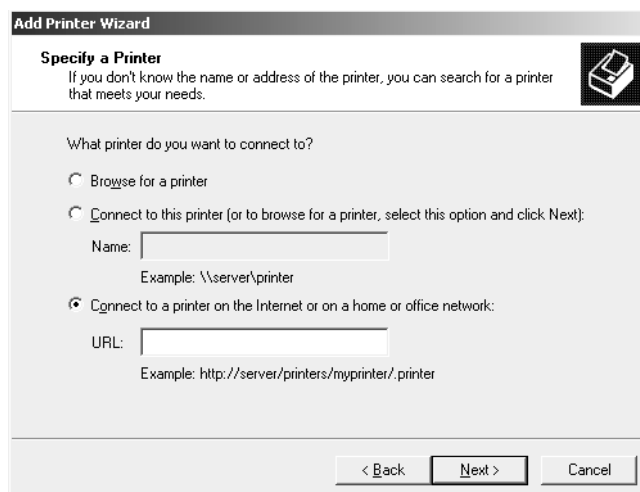 Add Printer Wizard
Specify a Printer
If you don't know the name or address of the printer, you can search for a printer
that meets your needs.
What printer do you want to connect to?
Browse for a printer
Connect to this printer (or to browse for a printer, select this option and click Next):
Name:
Example: \\server\printer
Connect to a printer on the Internet or on a home or office network:
URL:
Example: http://server/printers/myprinter/.printer
< Back Next > Cancel